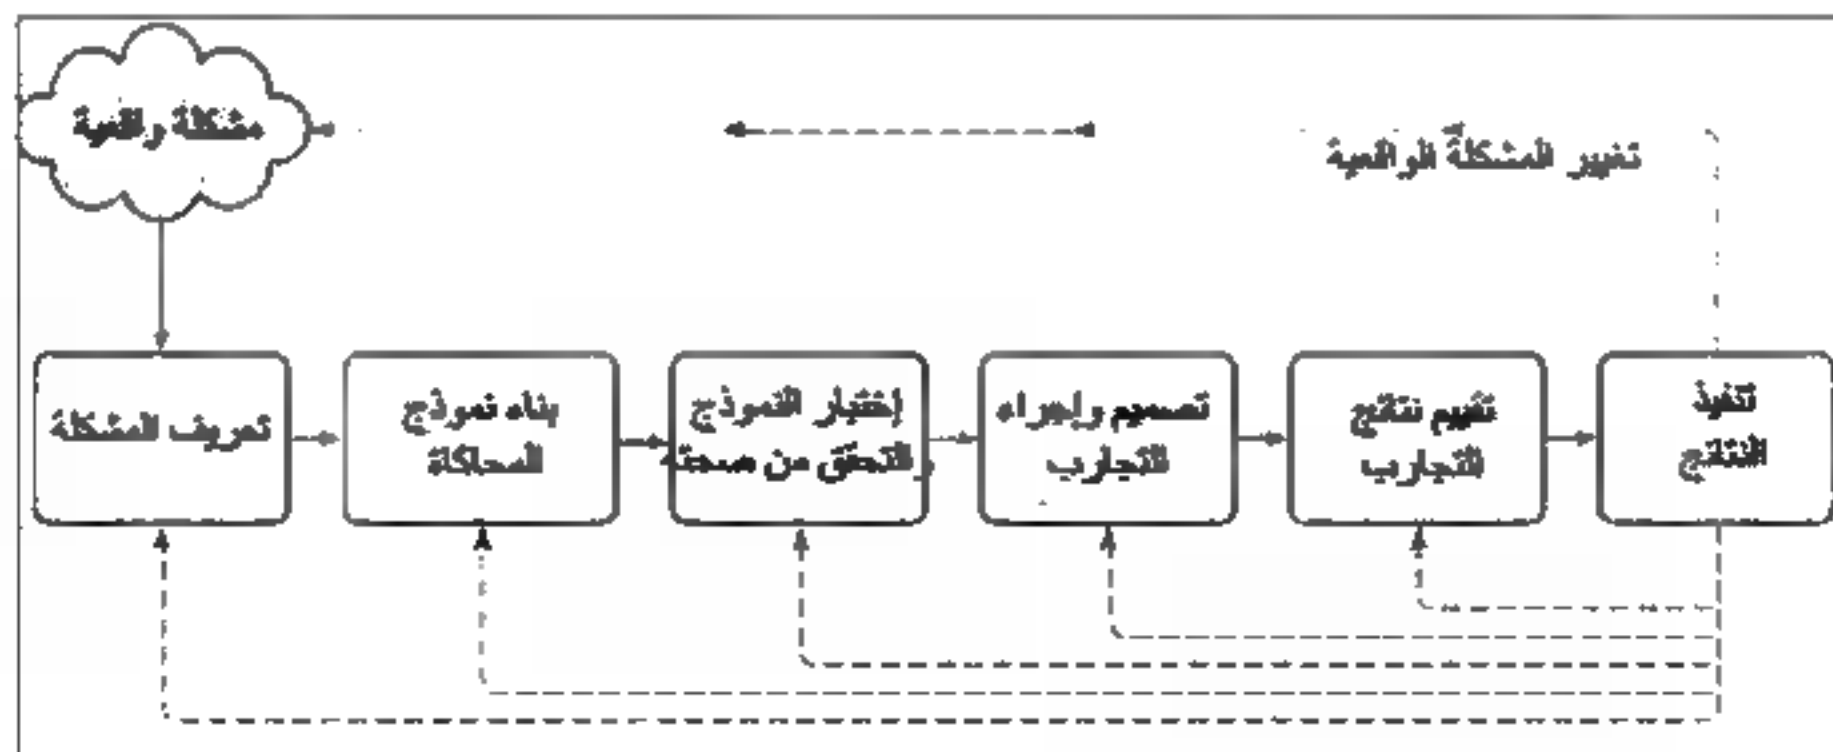 مشكلة واقعية
تغيير المشكلة الواقعية
تعريف المشكلة
بناء نموذج
المحاكاة
إختبار النموذج
والتحقق من صحته
تصميم وإجراء
التجارب
تقيم نتائج
التجارب
تنفيذ
النتائج